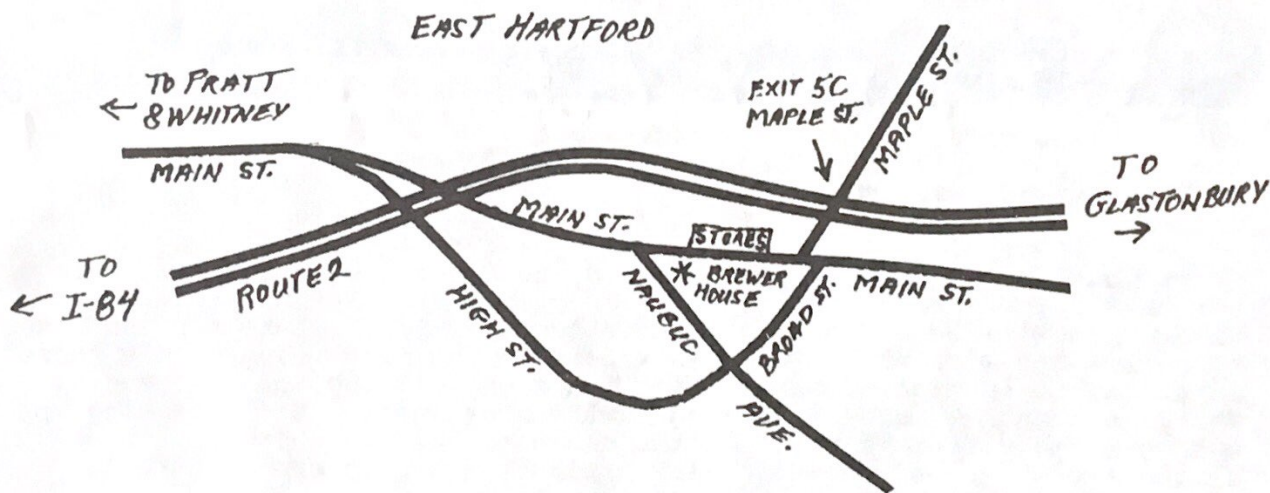 EAST HARTFORD
TO PRATT
& WHITNEY
←
MAIN ST.
EXIT 5C
MAPLE ST.
MAPLE ST.
TO
GLASTONBURY
→
MAIN ST.
STORES
* BREWER
HOUSE
MAIN ST.
TO
← I-84
ROUTE 2
HIGH ST.
NAUBUC
AVE.
BROAD ST.